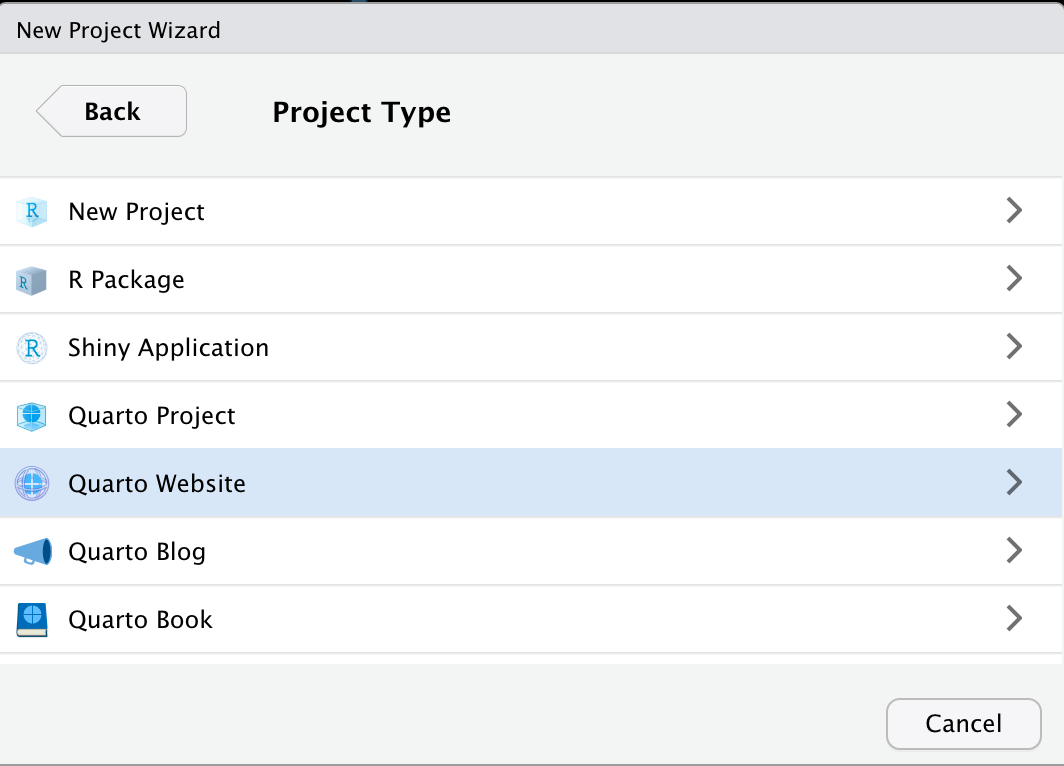 New Project Wizard
Back
Project Type
R New Project
R R Package
R Shiny Application
Quarto Project
Quarto Website
Quarto Blog
Quarto Book
Cancel